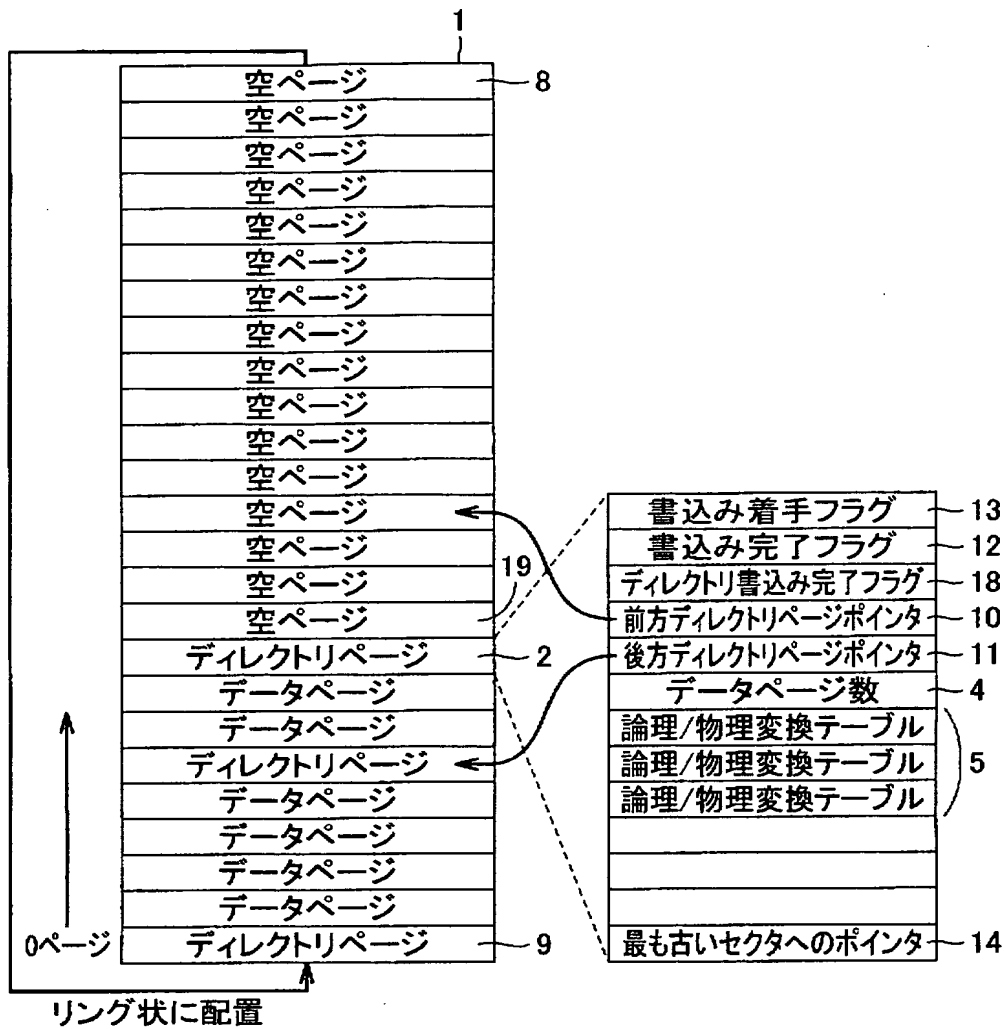 1
空ページ 8
空ページ
空ページ
空ページ
空ページ
空ページ
空ページ
空ページ
空ページ
空ページ
空ページ
空ページ
空ページ
空ページ
空ページ
空ページ 19
ディレクトリページ 2
データページ
データページ
ディレクトリページ
データページ
データページ
データページ
データページ
ディレクトリページ 9
0ページ
リング状に配置
書込み着手フラグ 13
書込み完了フラグ 12
ディレクトリ書込み完了フラグ 18
前方ディレクトリページポインタ 10
後方ディレクトリページポインタ 11
データページ数 4
論理/物理変換テーブル
論理/物理変換テーブル 5
論理/物理変換テーブル
最も古いセクタへのポインタ 14